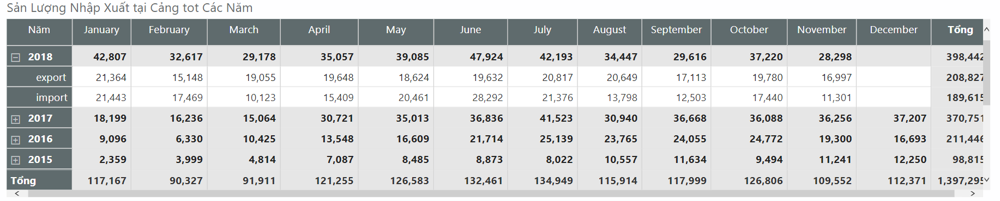 Sản Lượng Nhập Xuất tại Cảng tot Các Năm
Năm January February March April May June July August September October November December Tổng
2018 42,807 32,617 29,178 35,057 39,085 47,924 42,193 34,447 29,616 37,220 28,298 398,442
export 21,364 15,148 19,055 19,648 18,624 19,632 20,817 20,649 17,113 19,780 16,997 208,827
import 21,443 17,469 10,123 15,409 20,461 28,292 21,376 13,798 12,503 17,440 11,301 189,615
2017 18,199 16,236 15,064 30,721 35,013 36,836 41,523 30,940 36,668 36,088 36,256 37,207 370,751
2016 9,096 6,330 10,425 13,548 16,609 21,714 25,139 23,765 24,055 24,772 19,300 16,693 211,446
2015 2,359 3,999 4,814 7,087 8,485 8,873 8,022 10,557 11,634 9,494 11,241 12,250 98,815
Tổng 117,167 90,327 91,911 121,255 126,583 132,461 134,949 115,914 117,999 126,806 109,552 112,371 1,397,295